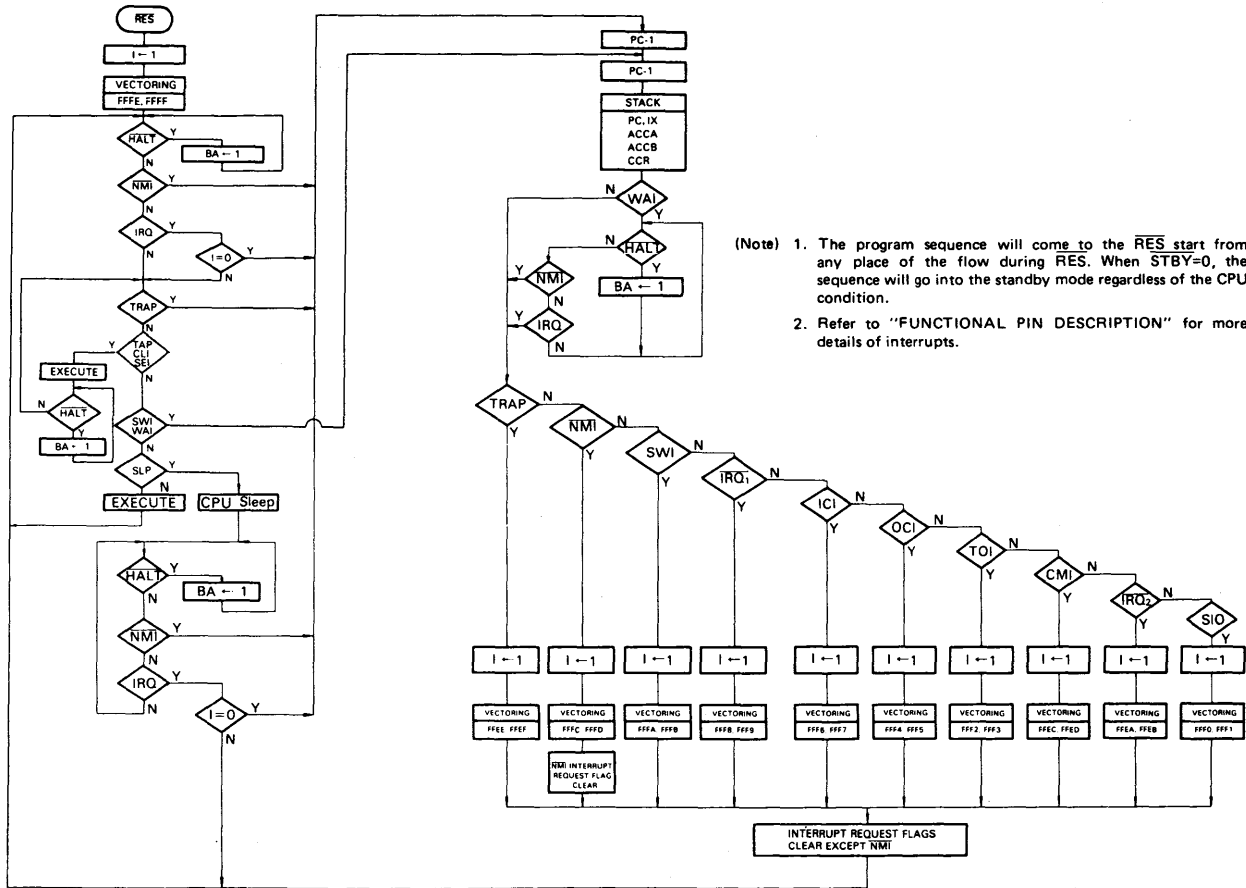 RES
I ← 1
VECTORING
FFFE, FFFF
HALT
Y
N
BA ← 1
NMI
Y
N
IRQ
Y
N
I=0
Y
N
TRAP
Y
N
TAP
CLI
SEI
Y
N
EXECUTE
HALT
N
Y
BA ← 1
SWI
WAI
Y
N
SLP
Y
N
EXECUTE
CPU Sleep
HALT
Y
N
BA ← 1
NMI
Y
N
IRQ
Y
N
I=0
Y
N
PC-1
PC-1
STACK
PC, IX
ACCA
ACCB
CCR
WAI
N
Y
HALT
N
Y
BA ← 1
NMI
Y
N
IRQ
Y
N
(Note) 1. The program sequence will come to the RES start from
any place of the flow during RES. When STBY=0, the
sequence will go into the standby mode regardless of the CPU
condition.
2. Refer to "FUNCTIONAL PIN DESCRIPTION" for more
details of interrupts.
TRAP N
Y
NMI N
Y
SWI N
Y
IRQ1 N
Y
ICI N
Y
OCI N
Y
TOI N
Y
CMI N
Y
IRQ2 N
Y
SIO
Y
I ←1 I ←1 I ←1 I ←1 I ←1 I ←1 I ←1 I ←1 I ←1 I ←1
VECTORING VECTORING VECTORING VECTORING VECTORING VECTORING VECTORING VECTORING VECTORING VECTORING
FFEE, FFEF FFFC, FFFD FFFA, FFFB FFF8, FFF9 FFF6, FFF7 FFF4, FFF5 FFF2, FFF3 FFEC, FFED FFEA, FFEB FFF0, FFF1
NMI INTERRUPT
REQUEST FLAG
CLEAR
INTERRUPT REQUEST FLAGS
CLEAR EXCEPT NMI